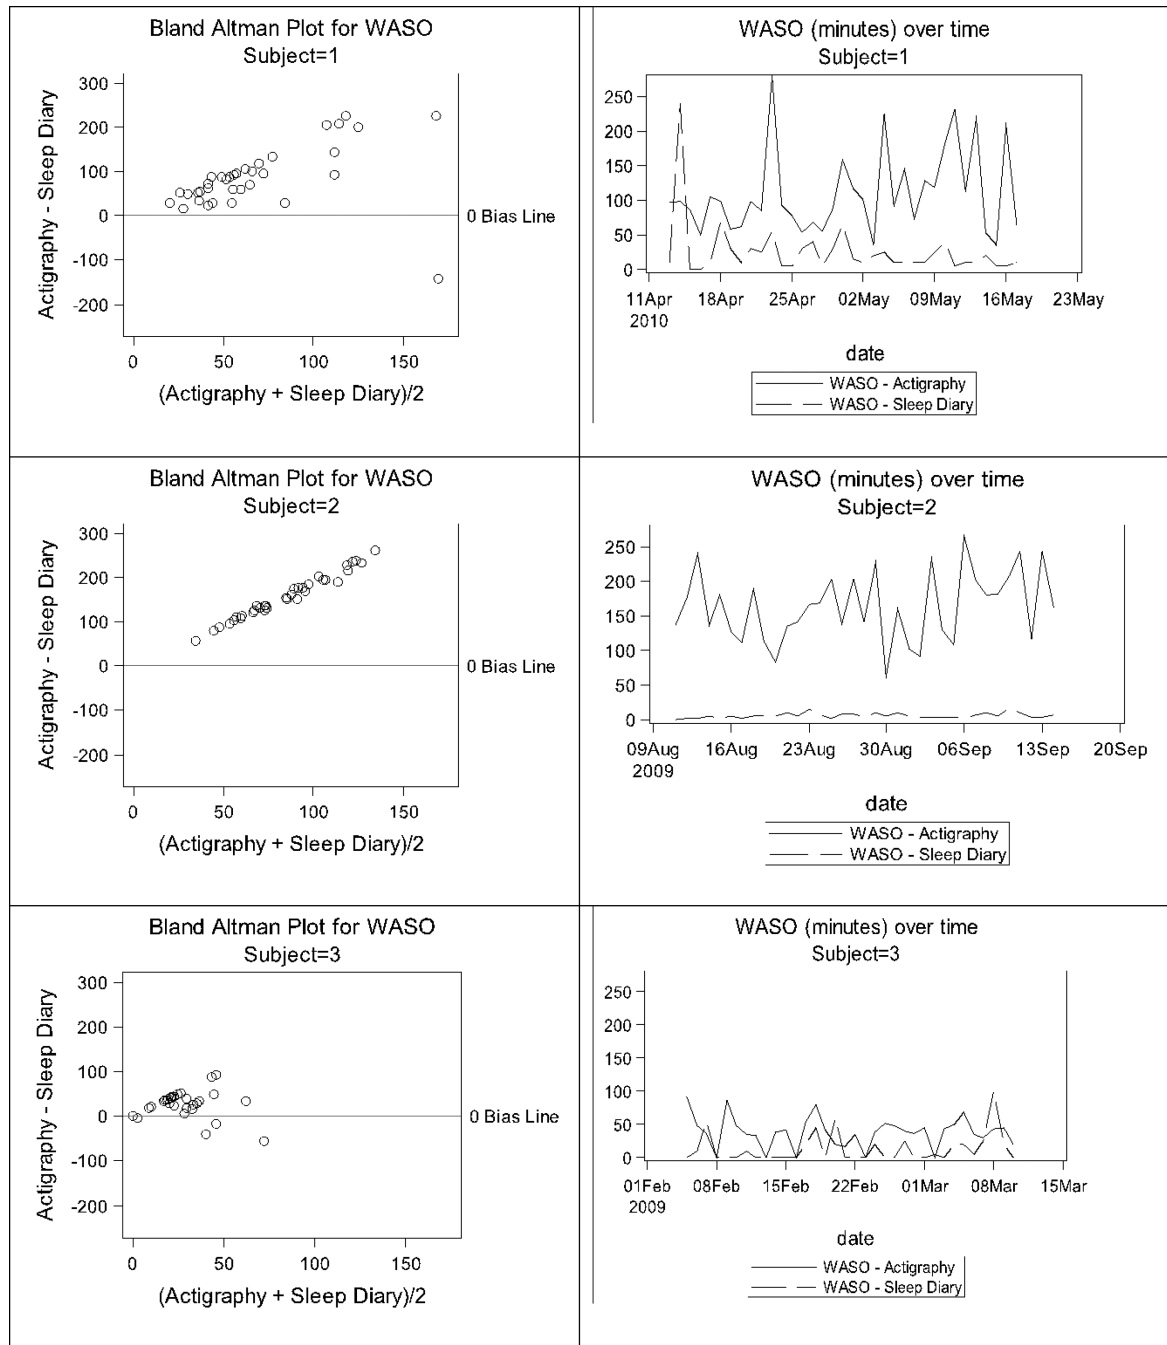 Bland Altman Plot for WASO
Subject=1
Actigraphy - Sleep Diary
300
200
100
0
-100
-200
0 Bias Line
0 50 100 150
(Actigraphy + Sleep Diary)/2
WASO (minutes) over time
Subject=1
250
200
150
100
50
0
11Apr 18Apr 25Apr 02May 09May 16May 23May
2010
date
WASO - Actigraphy
WASO - Sleep Diary
Bland Altman Plot for WASO
Subject=2
Actigraphy - Sleep Diary
300
200
100
0
-100
-200
0 Bias Line
0 50 100 150
(Actigraphy + Sleep Diary)/2
WASO (minutes) over time
Subject=2
250
200
150
100
50
0
09Aug 16Aug 23Aug 30Aug 06Sep 13Sep 20Sep
2009
date
WASO - Actigraphy
WASO - Sleep Diary
Bland Altman Plot for WASO
Subject=3
Actigraphy - Sleep Diary
300
200
100
0
-100
-200
0 Bias Line
0 50 100 150
(Actigraphy + Sleep Diary)/2
WASO (minutes) over time
Subject=3
250
200
150
100
50
0
01Feb 08Feb 15Feb 22Feb 01Mar 08Mar 15Mar
2009
date
WASO - Actigraphy
WASO - Sleep Diary